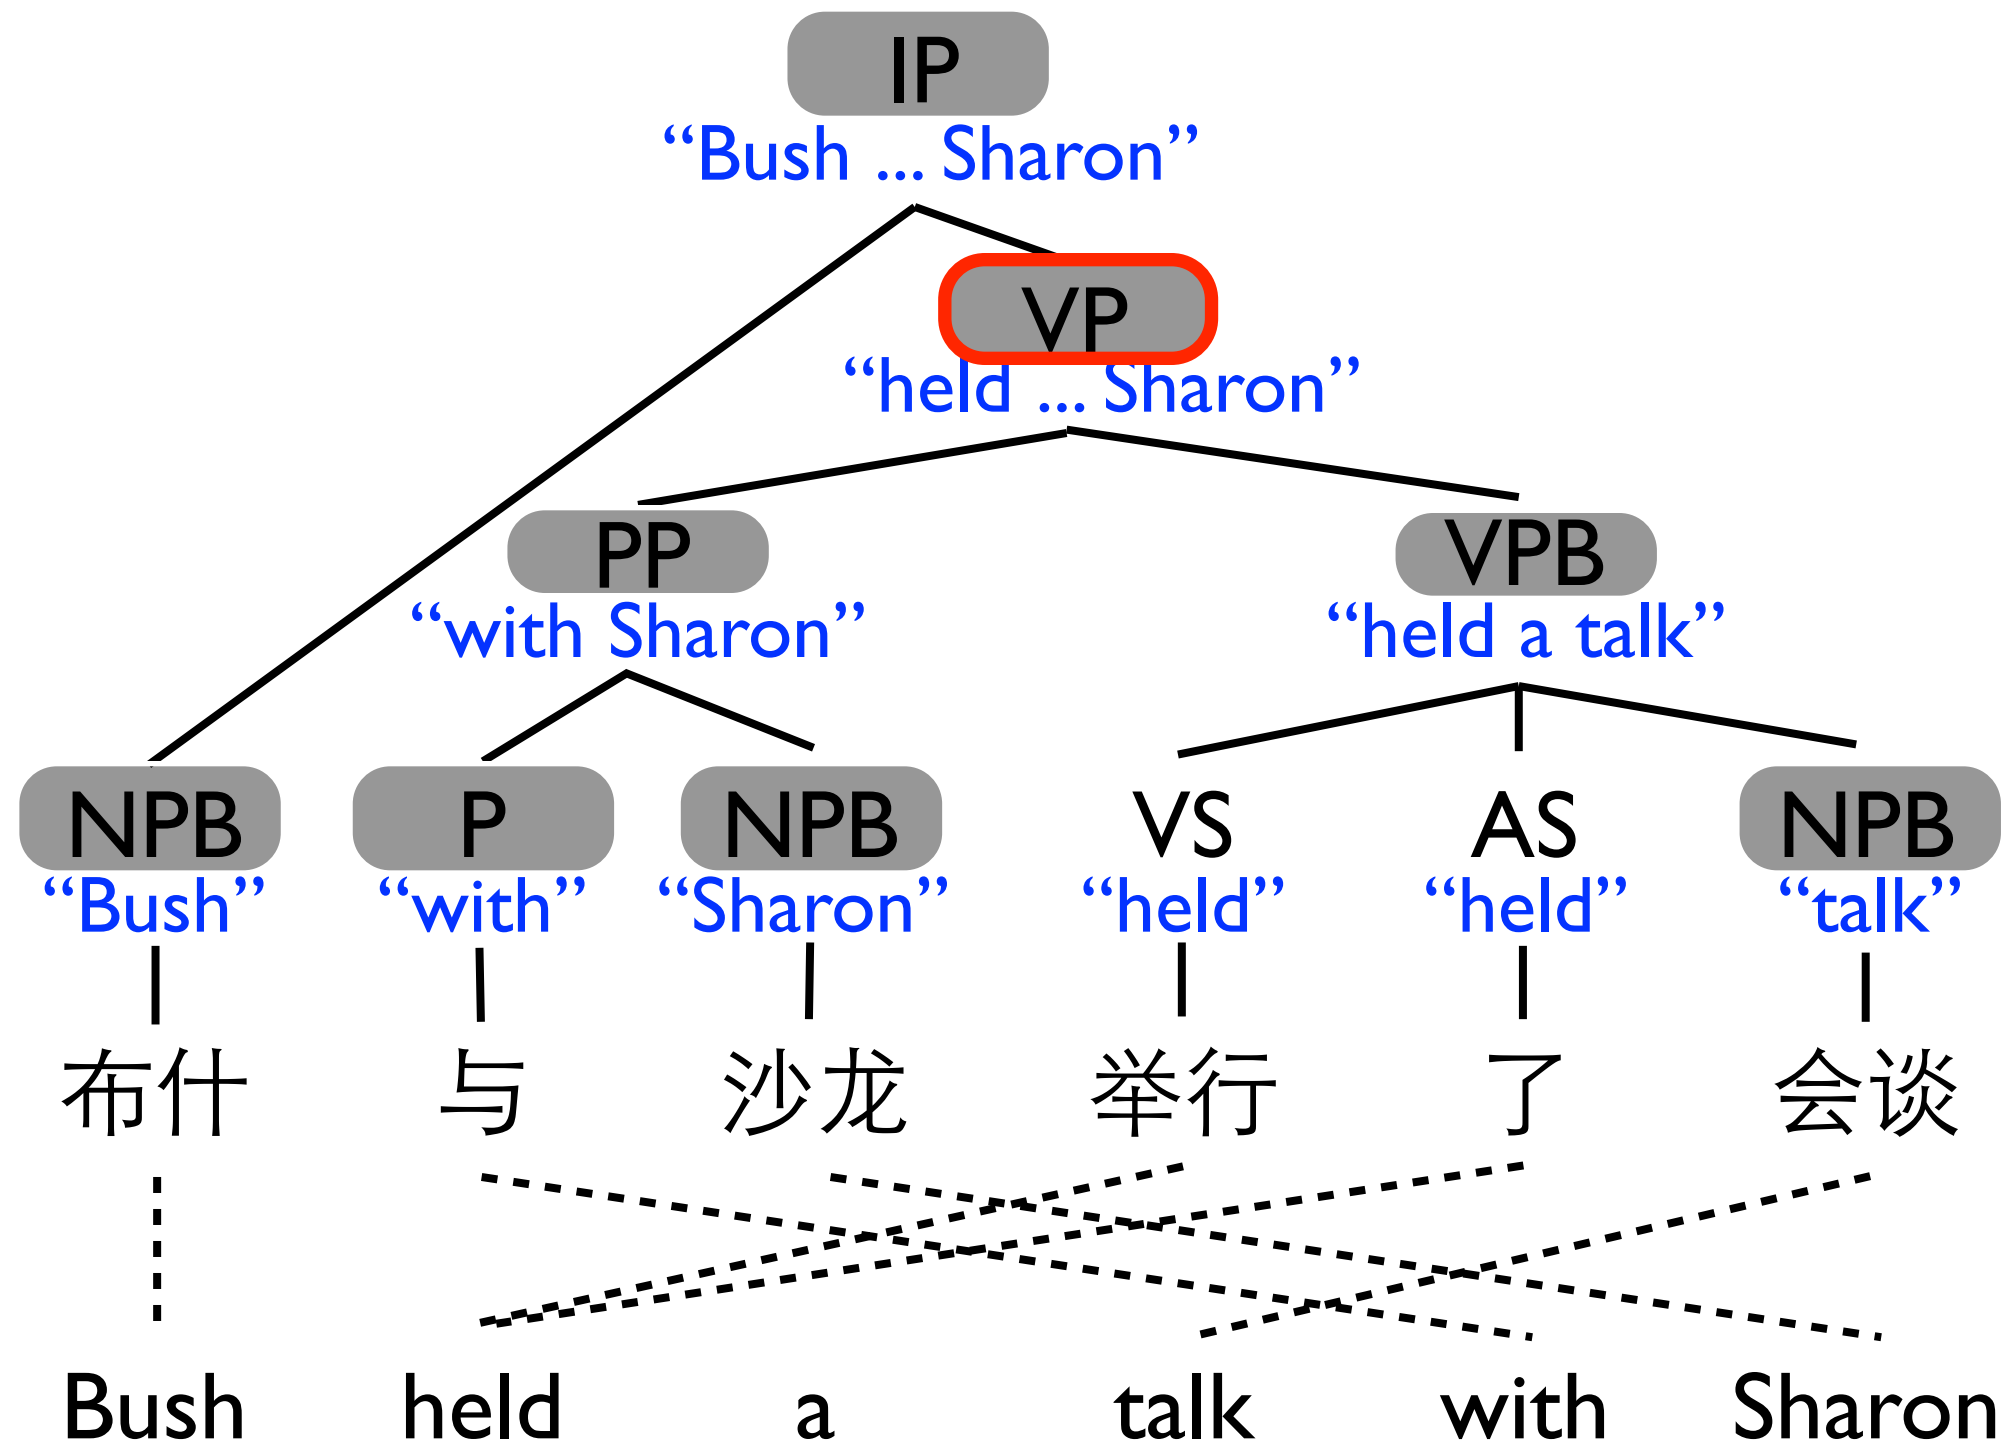 IP
“Bush ... Sharon”
VP
“held ... Sharon”
PP VPB
“with Sharon” “held a talk”
NPB P NPB VS AS NPB
“Bush” “with” “Sharon” “held” “held” “talk”
布什 与 沙龙 举行 了 会谈
Bush held a talk with Sharon